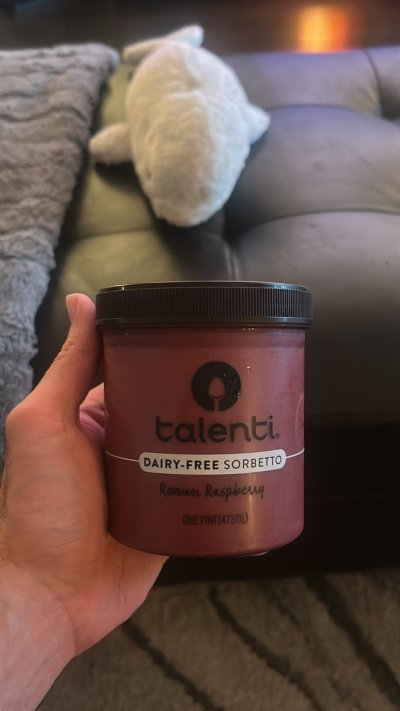 talenti.
DAIRY-FREE SORBETTO
Roman Raspberry
ONE PINT (473mL)